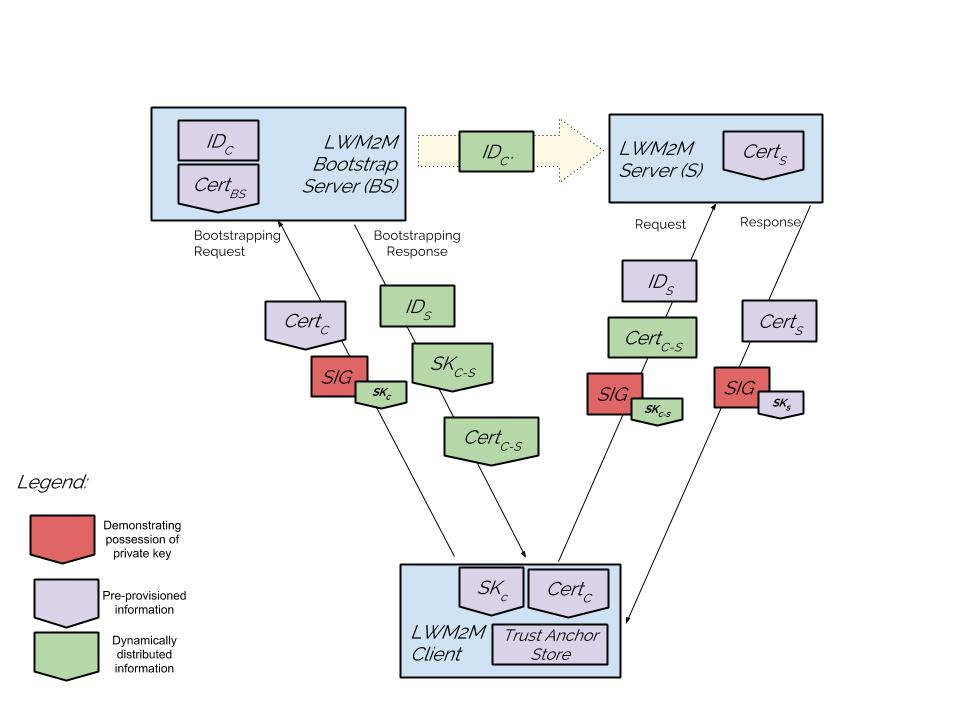 ID_C
LWM2M
Bootstrap
Server (BS)
Cert_BS
ID_C'
LWM2M
Server (S)
Cert_S
Bootstrapping
Request
Bootstrapping
Response
Request
Response
Cert_C
SIG
SK_C
ID_S
SK_C-S
Cert_C-S
ID_S
Cert_C-S
SIG
SK_C-S
Cert_S
SIG
SK_S
Legend:
Demonstrating
possession of
private key
Pre-provisioned
information
Dynamically
distributed
information
SK_c
Cert_C
LWM2M
Client
Trust Anchor
Store